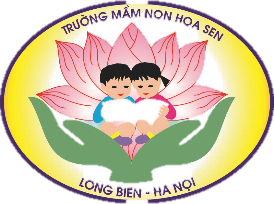 TRƯỜNG MẦM NON HOA SEN
LONG BIÊN - HÀ NỘI